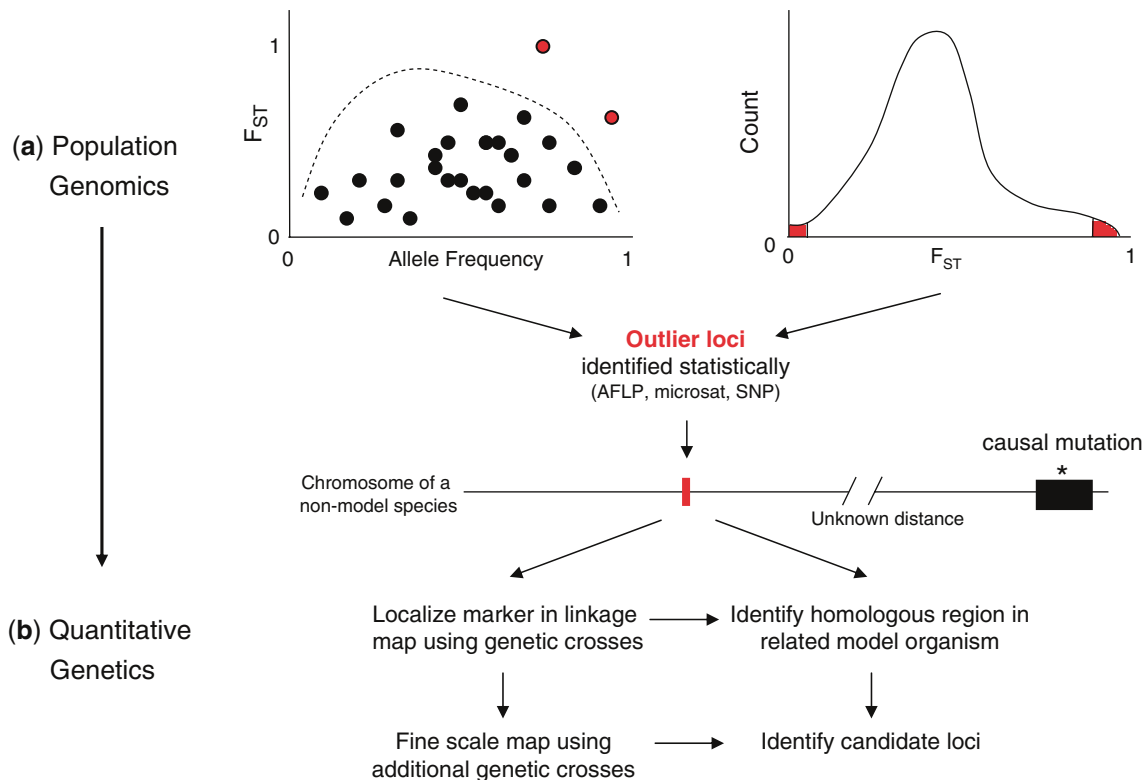 (a) Population
Genomics
1
F_ST
0
0
Allele Frequency
1
Count
0
0
F_ST
1
Outlier loci
identified statistically
(AFLP, microsat, SNP)
causal mutation
*
Chromosome of a
non-model species
Unknown distance
(b) Quantitative
Genetics
Localize marker in linkage
map using genetic crosses
Identify homologous region in
related model organism
Fine scale map using
additional genetic crosses
Identify candidate loci